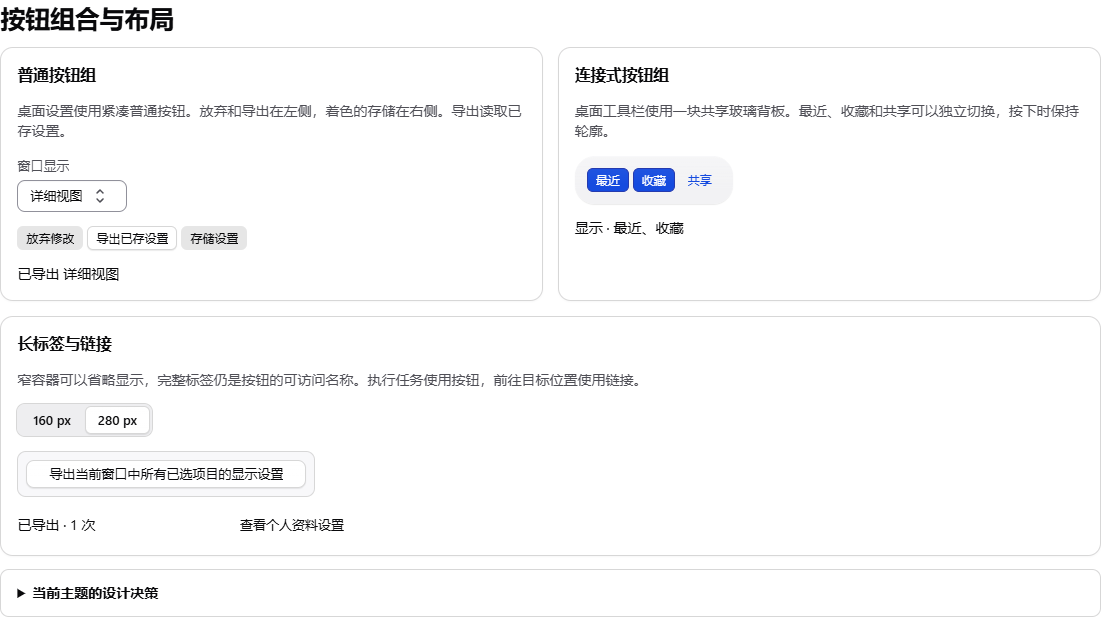 按钮组合与布局
普通按钮组
桌面设置使用紧凑普通按钮。放弃和导出在左侧，着色的存储在右侧。导出读取已
存设置。
窗口显示
详细视图
放弃修改 导出已存设置 存储设置
已导出 详细视图
连接式按钮组
桌面工具栏使用一块共享玻璃背板。最近、收藏和共享可以独立切换，按下时保持
轮廓。
最近 收藏 共享
显示 · 最近、收藏
长标签与链接
窄容器可以省略显示，完整标签仍是按钮的可访问名称。执行任务使用按钮，前往目标位置使用链接。
160 px 280 px
导出当前窗口中所有已选项目的显示设置
已导出 · 1 次 查看个人资料设置
当前主题的设计决策